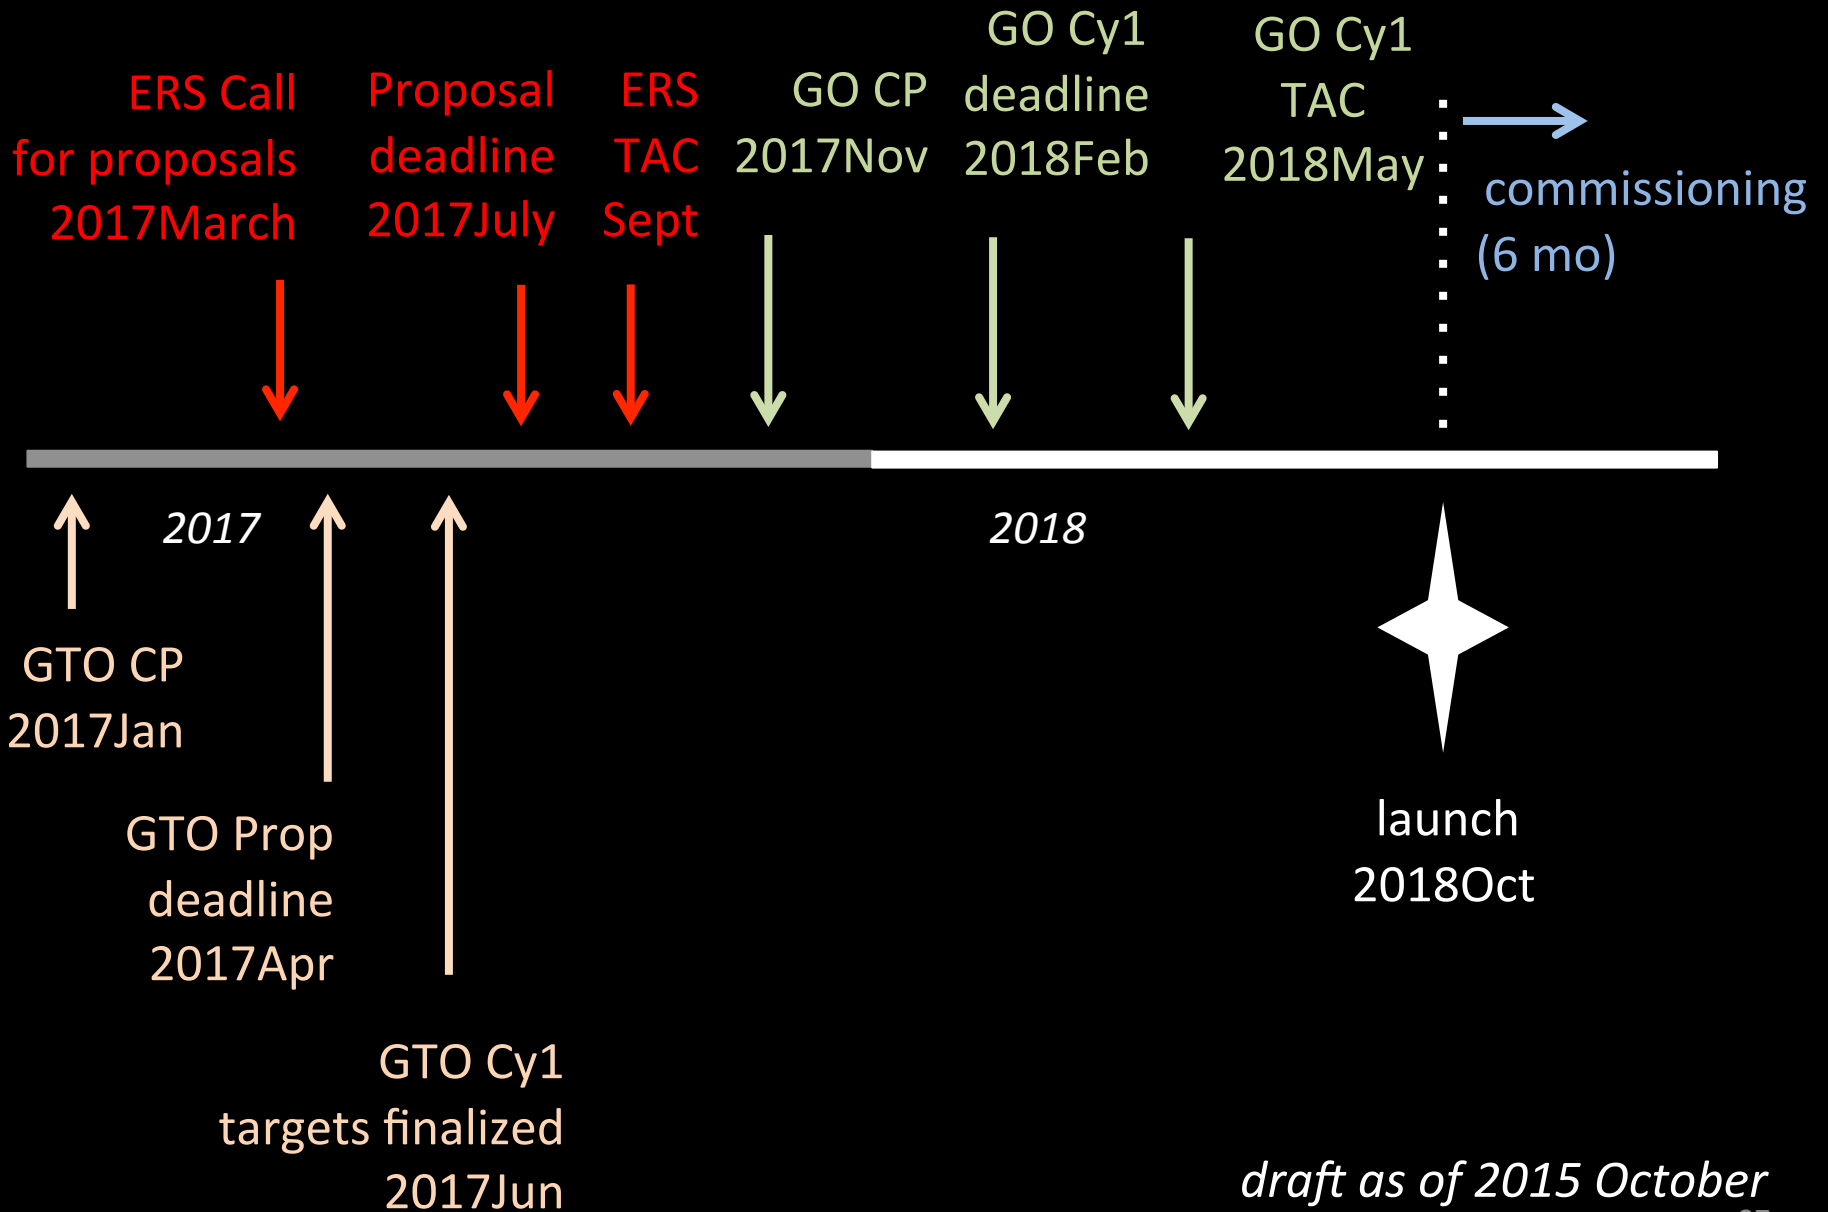 ERS Call
for proposals
2017March
Proposal
deadline
2017July
ERS
TAC
Sept
GO CP
2017Nov
GO Cy1
deadline
2018Feb
GO Cy1
TAC
2018May
commissioning
(6 mo)
2017
2018
GTO CP
2017Jan
GTO Prop
deadline
2017Apr
GTO Cy1
targets finalized
2017Jun
launch
2018Oct
draft as of 2015 October